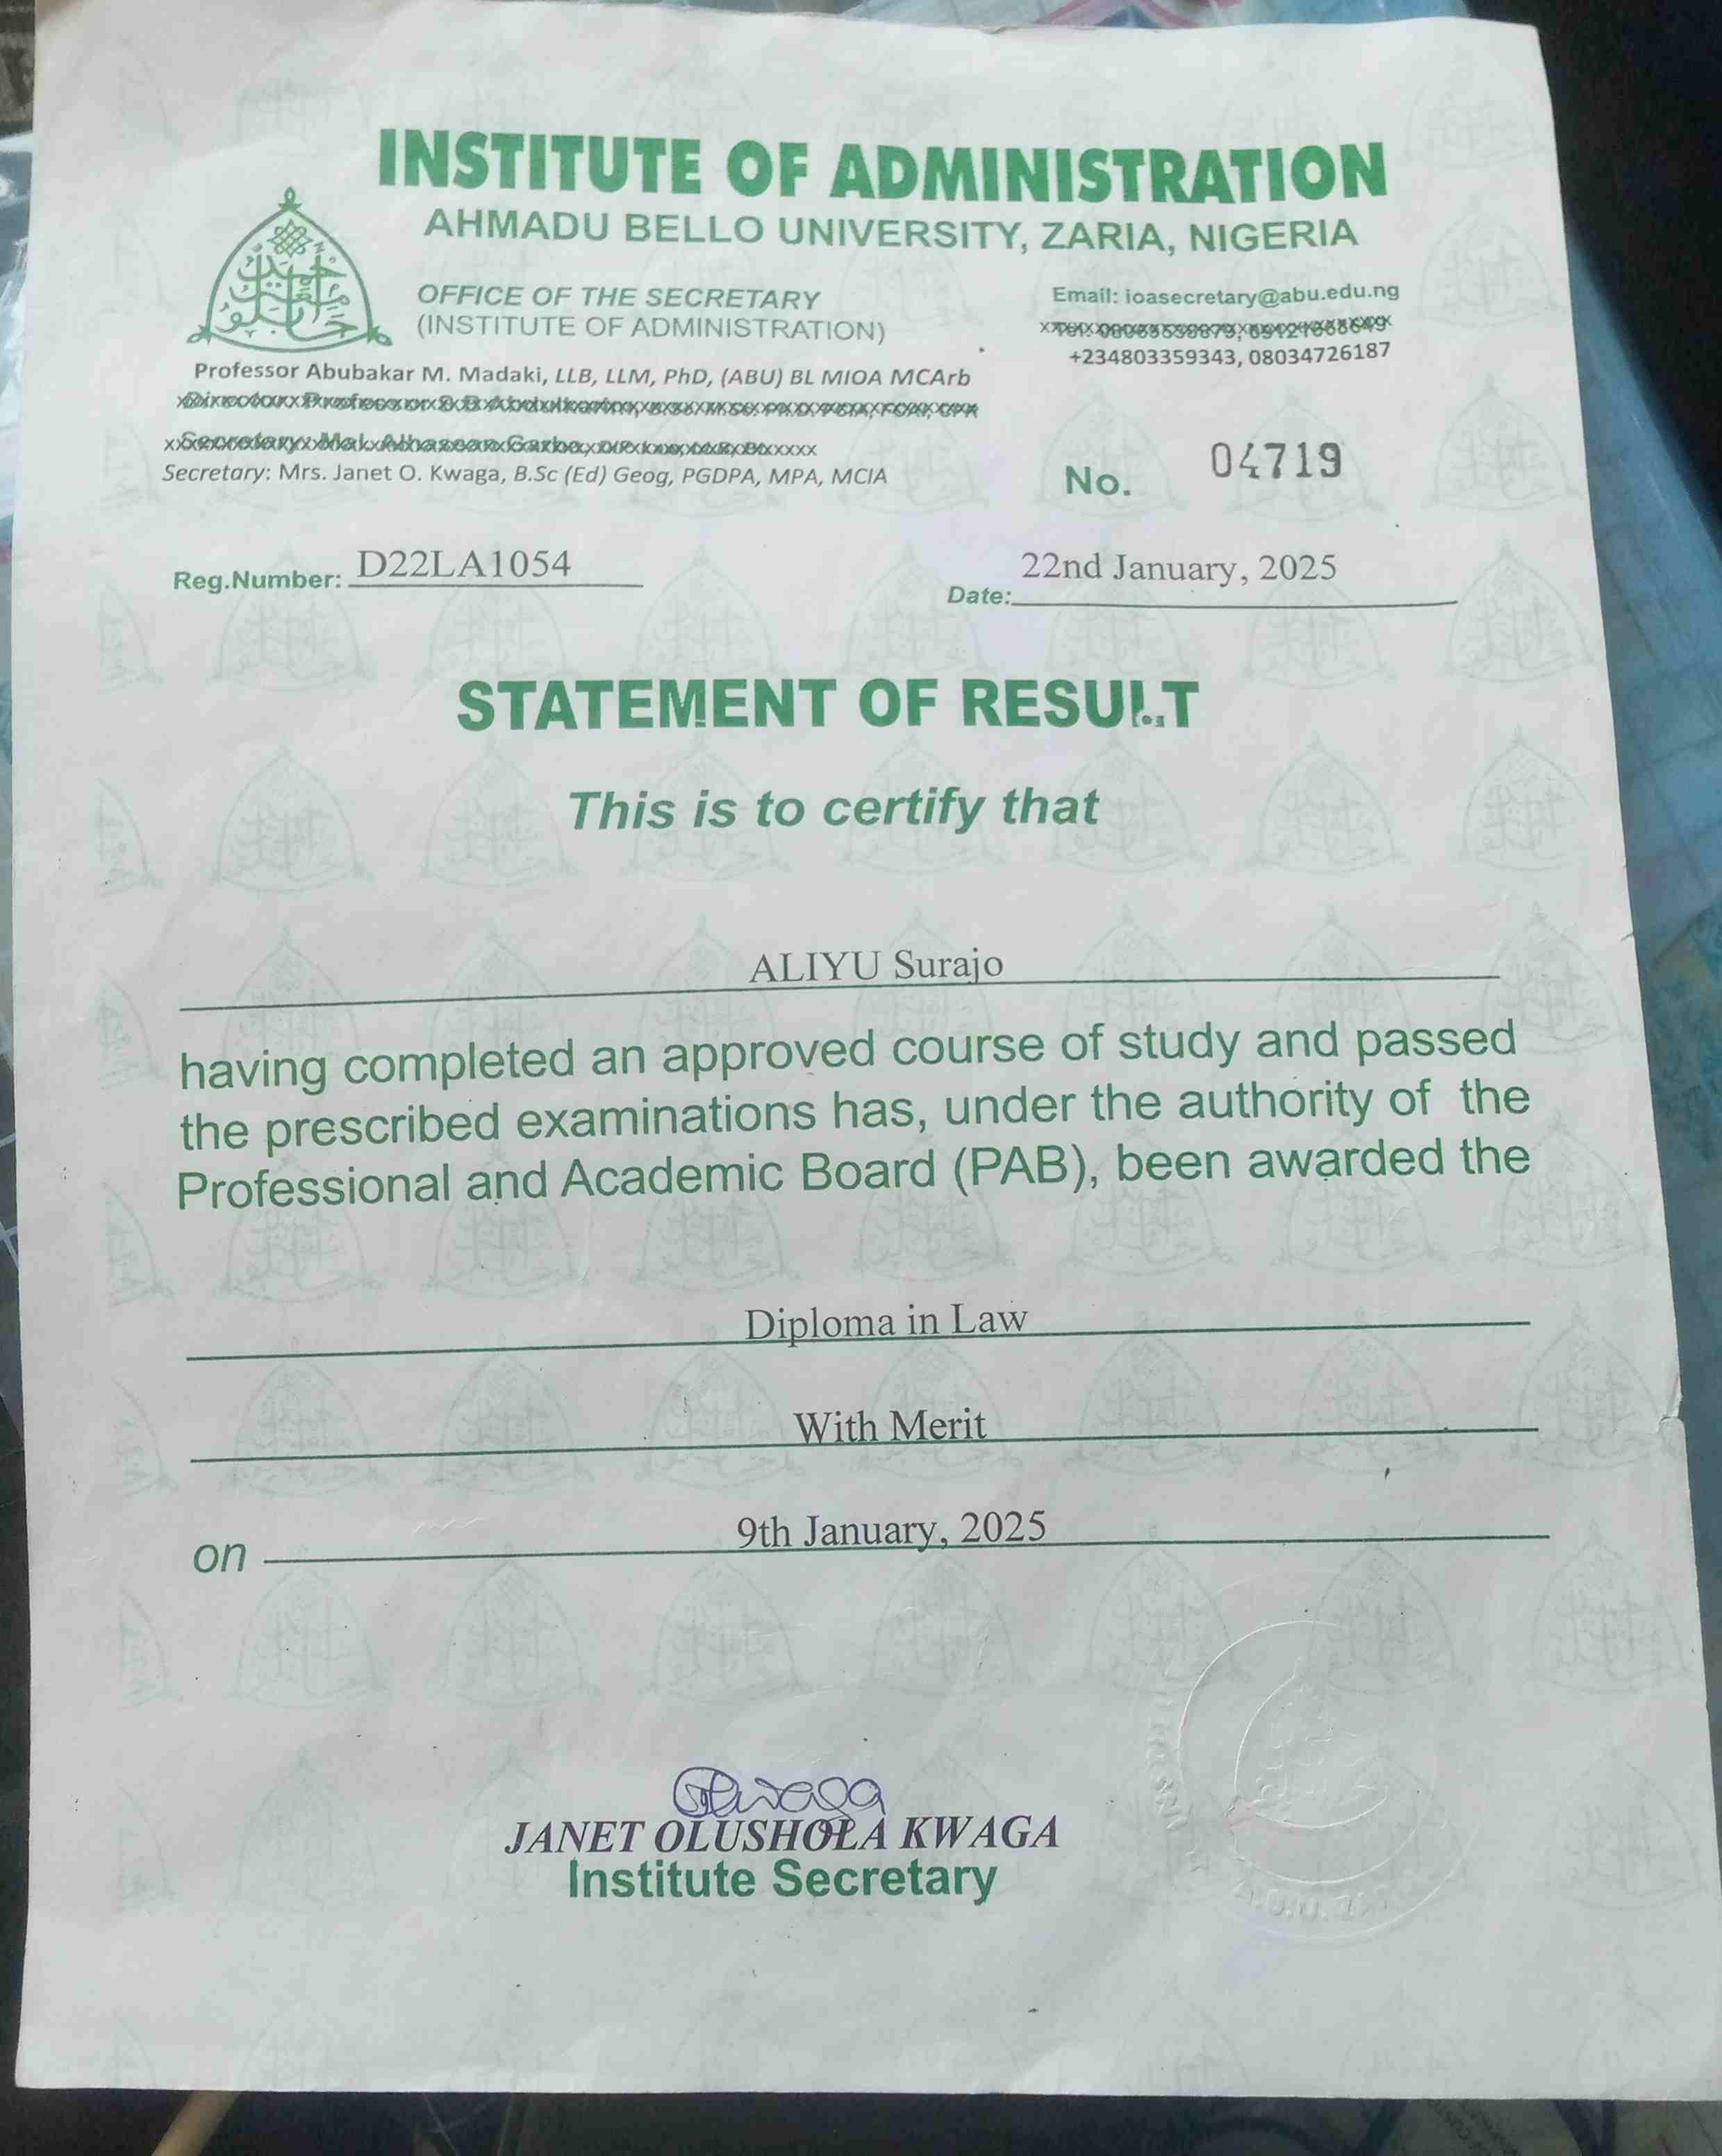 INSTITUTE OF ADMINISTRATION
AHMADU BELLO UNIVERSITY, ZARIA, NIGERIA
OFFICE OF THE SECRETARY
(INSTITUTE OF ADMINISTRATION)
Email: ioasecretary@abu.edu.ng
+234803359343, 08034726187
Professor Abubakar M. Madaki, LLB, LLM, PhD, (ABU) BL MIOA MCArb
Secretary: Mrs. Janet O. Kwaga, B.Sc (Ed) Geog, PGDPA, MPA, MCIA
No. 04719
Reg.Number: D22LA1054
Date: 22nd January, 2025
STATEMENT OF RESULT
This is to certify that
ALIYU Surajo
having completed an approved course of study and passed
the prescribed examinations has, under the authority of the
Professional and Academic Board (PAB), been awarded the
Diploma in Law
With Merit
on 9th January, 2025
JANET OLUSHOLA KWAGA
Institute Secretary